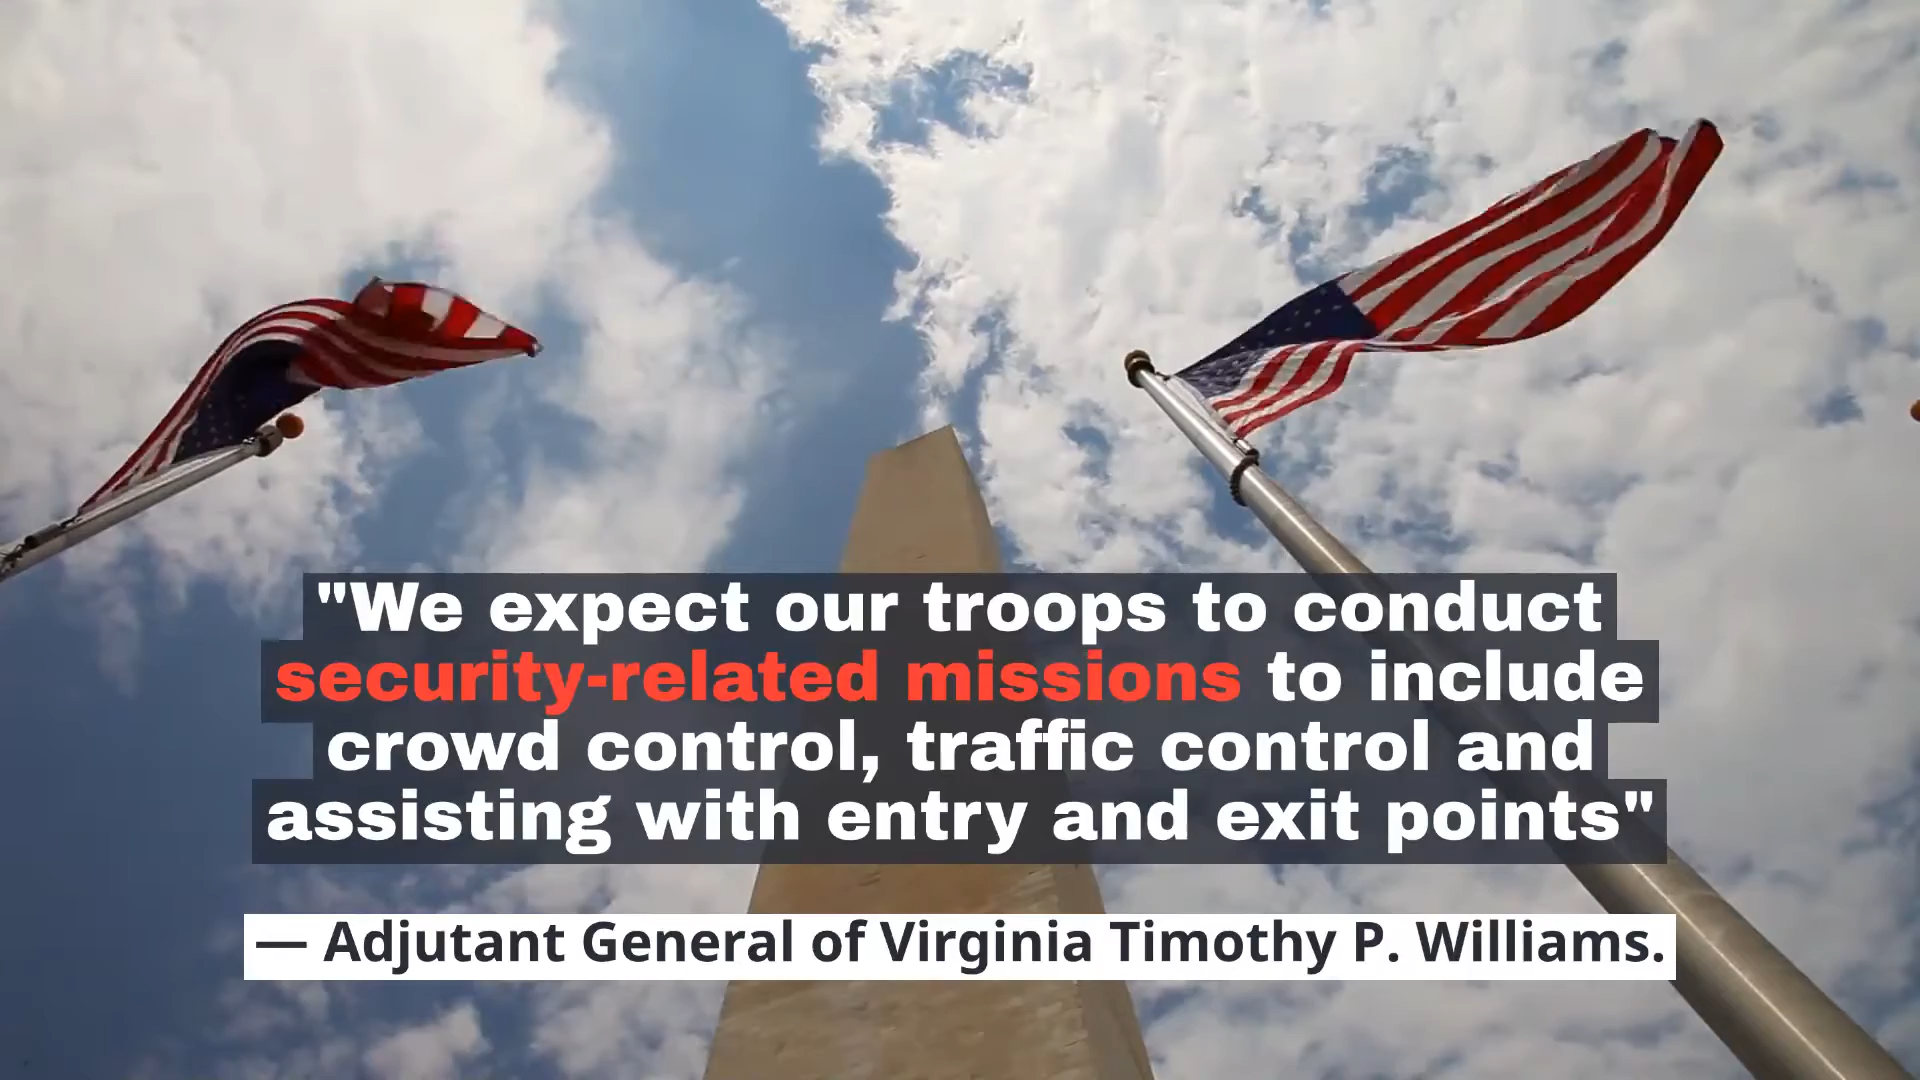 "We expect our troops to conduct
security-related missions to include
crowd control, traffic control and
assisting with entry and exit points"
— Adjutant General of Virginia Timothy P. Williams.